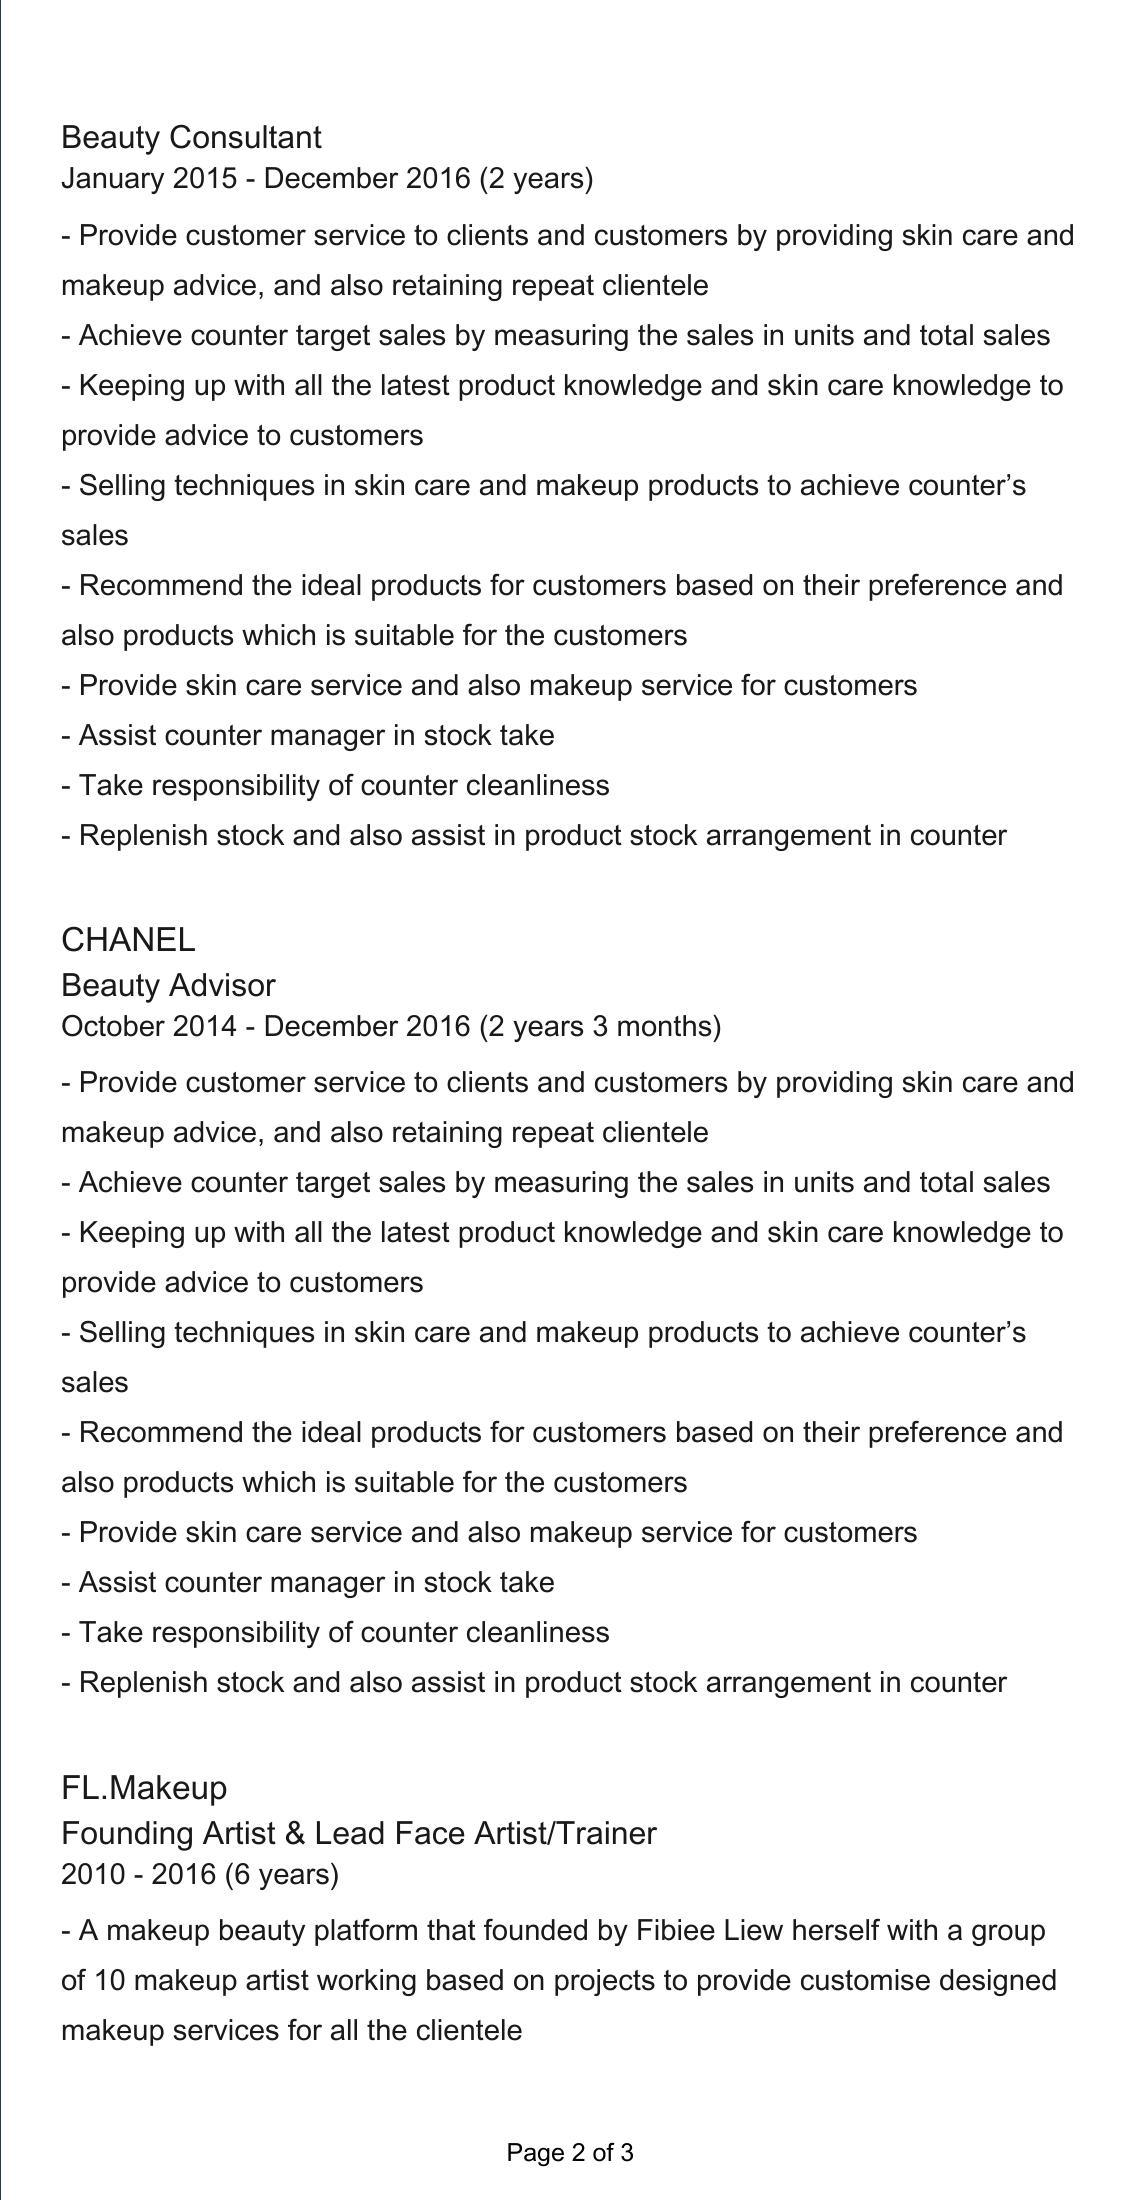 Beauty Consultant
January 2015 - December 2016 (2 years)
- Provide customer service to clients and customers by providing skin care and
makeup advice, and also retaining repeat clientele
- Achieve counter target sales by measuring the sales in units and total sales
- Keeping up with all the latest product knowledge and skin care knowledge to
provide advice to customers
- Selling techniques in skin care and makeup products to achieve counter’s
sales
- Recommend the ideal products for customers based on their preference and
also products which is suitable for the customers
- Provide skin care service and also makeup service for customers
- Assist counter manager in stock take
- Take responsibility of counter cleanliness
- Replenish stock and also assist in product stock arrangement in counter
CHANEL
Beauty Advisor
October 2014 - December 2016 (2 years 3 months)
- Provide customer service to clients and customers by providing skin care and
makeup advice, and also retaining repeat clientele
- Achieve counter target sales by measuring the sales in units and total sales
- Keeping up with all the latest product knowledge and skin care knowledge to
provide advice to customers
- Selling techniques in skin care and makeup products to achieve counter’s
sales
- Recommend the ideal products for customers based on their preference and
also products which is suitable for the customers
- Provide skin care service and also makeup service for customers
- Assist counter manager in stock take
- Take responsibility of counter cleanliness
- Replenish stock and also assist in product stock arrangement in counter
FL.Makeup
Founding Artist & Lead Face Artist/Trainer
2010 - 2016 (6 years)
- A makeup beauty platform that founded by Fibiee Liew herself with a group
of 10 makeup artist working based on projects to provide customise designed
makeup services for all the clientele
Page 2 of 3